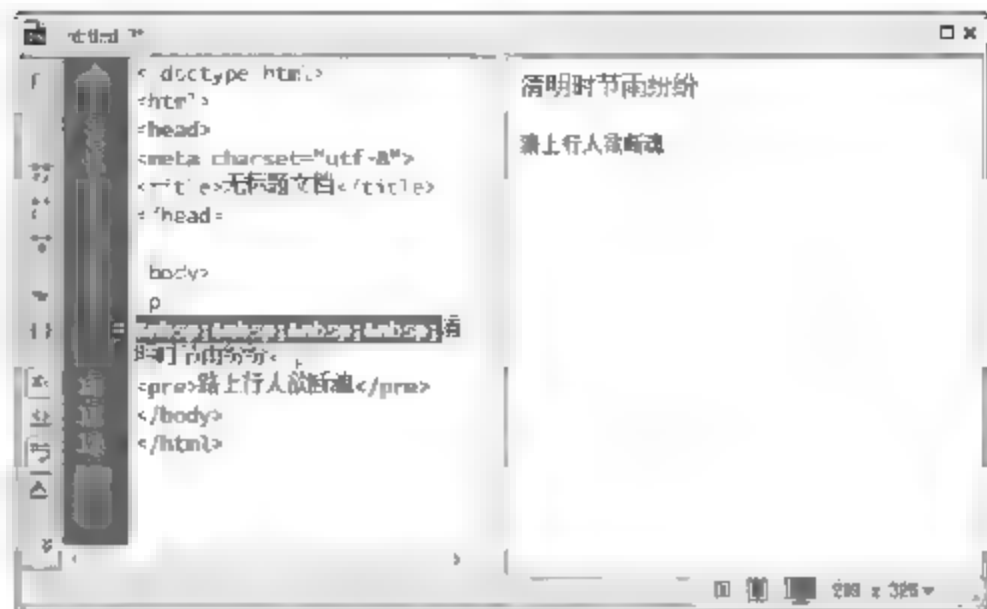 <!doctype html>
<html>
<head>
<meta charset="utf-8">
<title>无标题文档</title>
</head>
<body>
&nbsp;&nbsp;&nbsp;&nbsp;清
<pre>路上行人欲断魂</pre>
</body>
</html>
清明时节雨纷纷
路上行人欲断魂